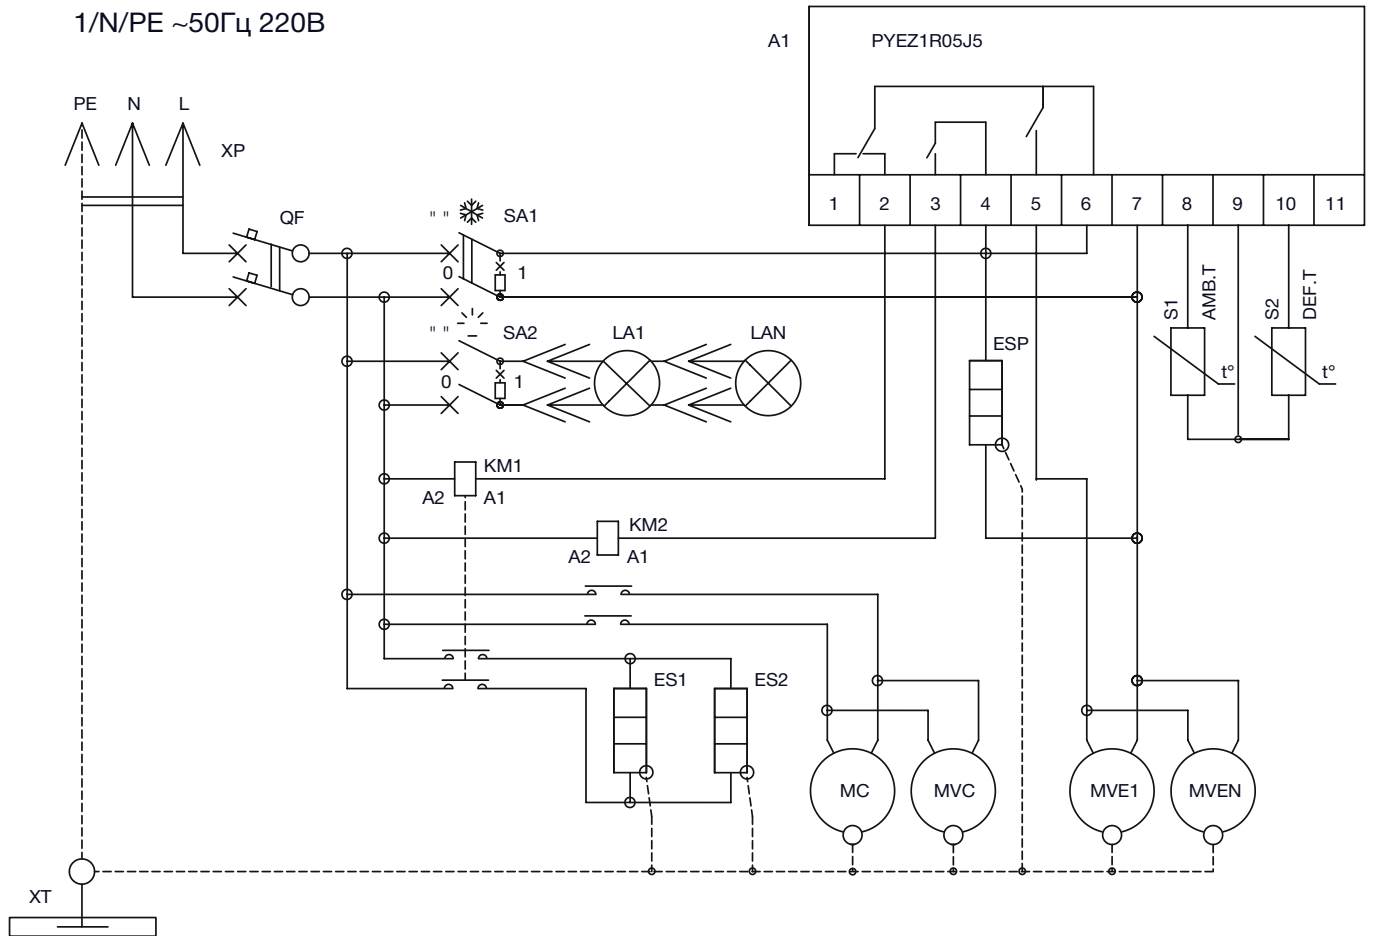 1/N/PE ~50Гц 220В
A1 PYEZ1R05J5
PE N L
XP
1 2 3 4 5 6 7 8 9 10 11
QF
" " SA1
0 1
S1 AMB.T S2 DEF.T
" " SA2 LA1 LAN
ESP
0 1
t° t°
KM1
A2 A1
KM2
A2 A1
ES1 ES2
MC MVC MVE1 MVEN
XT